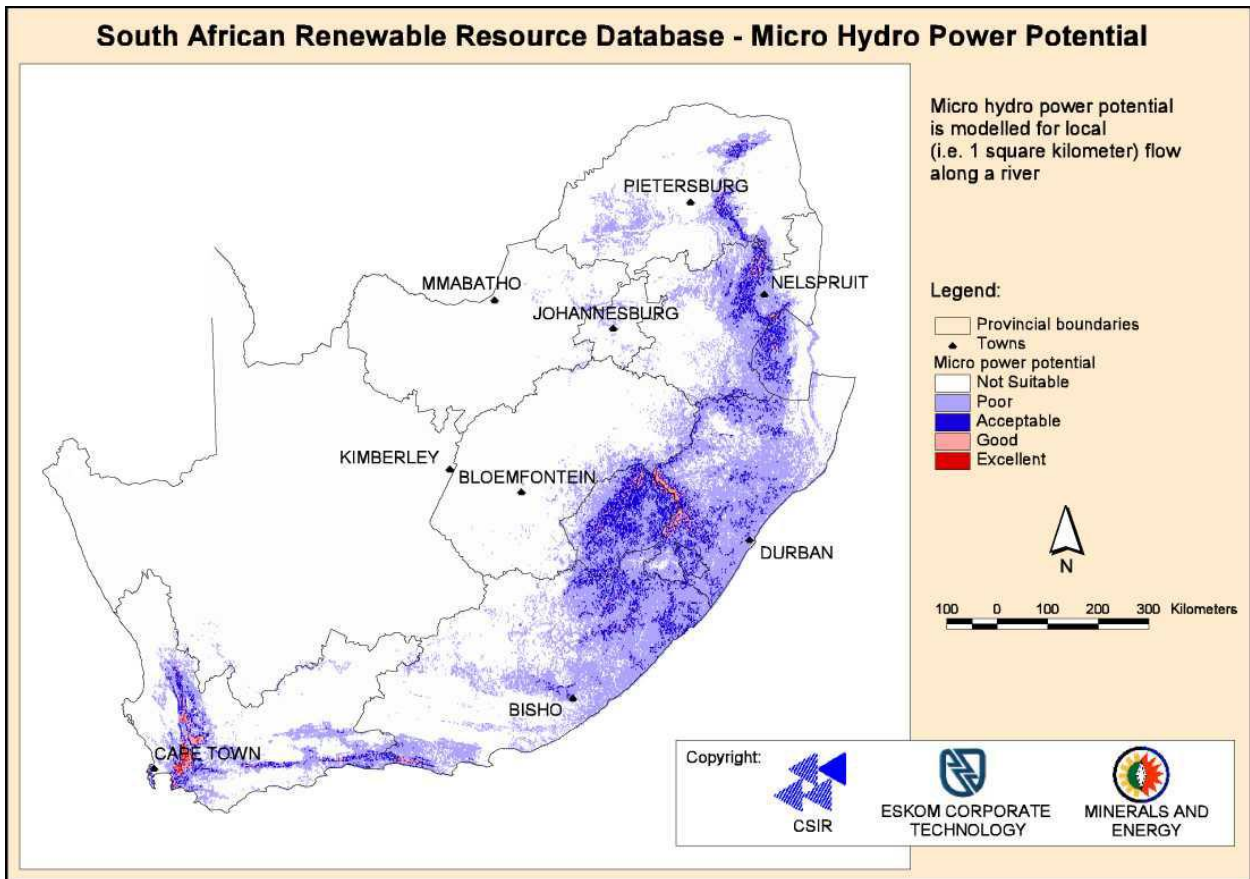 South African Renewable Resource Database - Micro Hydro Power Potential
Micro hydro power potential
is modelled for local
(i.e. 1 square kilometer) flow
along a river
PIETERSBURG
MMABATHO
NELSPRUIT
JOHANNESBURG
KIMBERLEY
BLOEMFONTEIN
DURBAN
BISHO
CAPE TOWN
Legend:
Provincial boundaries
Towns
Micro power potential
Not Suitable
Poor
Acceptable
Good
Excellent
N
100 0 100 200 300 Kilometers
Copyright:
CSIR
ESKOM CORPORATE
TECHNOLOGY
MINERALS AND
ENERGY